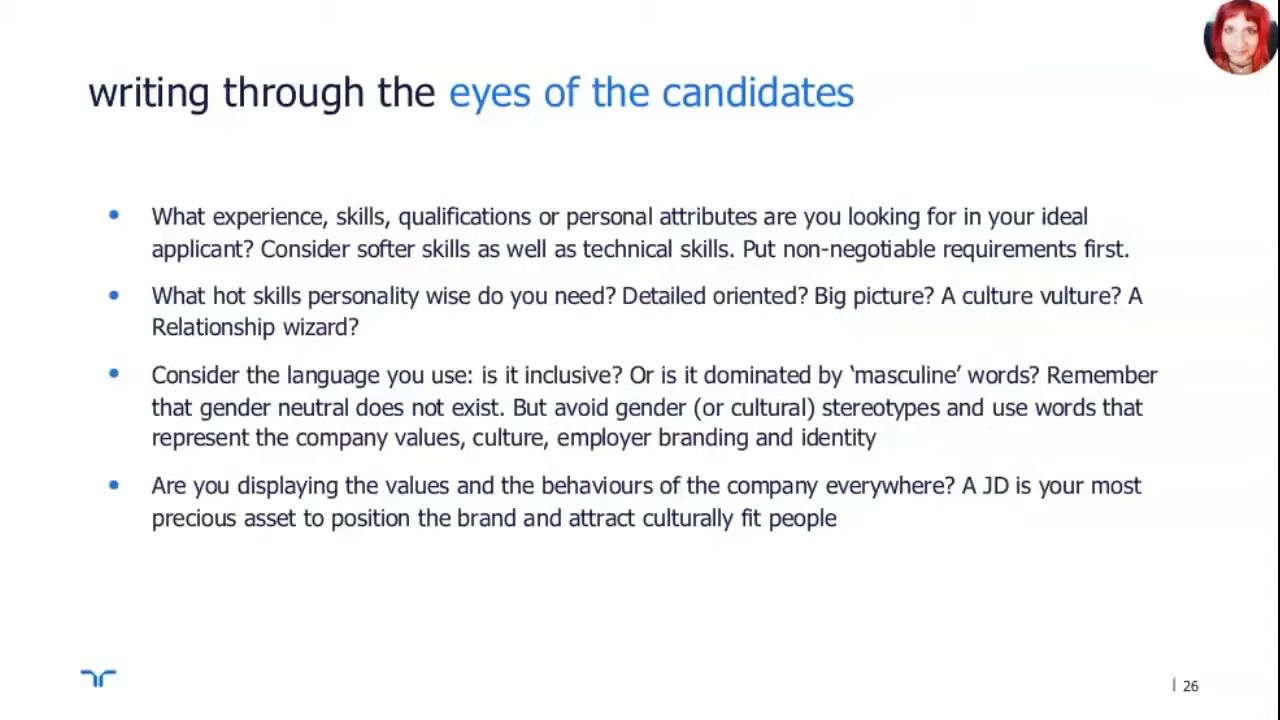 writing through the eyes of the candidates
What experience, skills, qualifications or personal attributes are you looking for in your ideal
applicant? Consider softer skills as well as technical skills. Put non-negotiable requirements first.
What hot skills personality wise do you need? Detailed oriented? Big picture? A culture vulture? A
Relationship wizard?
Consider the language you use: is it inclusive? Or is it dominated by ‘masculine’ words? Remember
that gender neutral does not exist. But avoid gender (or cultural) stereotypes and use words that
represent the company values, culture, employer branding and identity
Are you displaying the values and the behaviours of the company everywhere? A JD is your most
precious asset to position the brand and attract culturally fit people
| 26